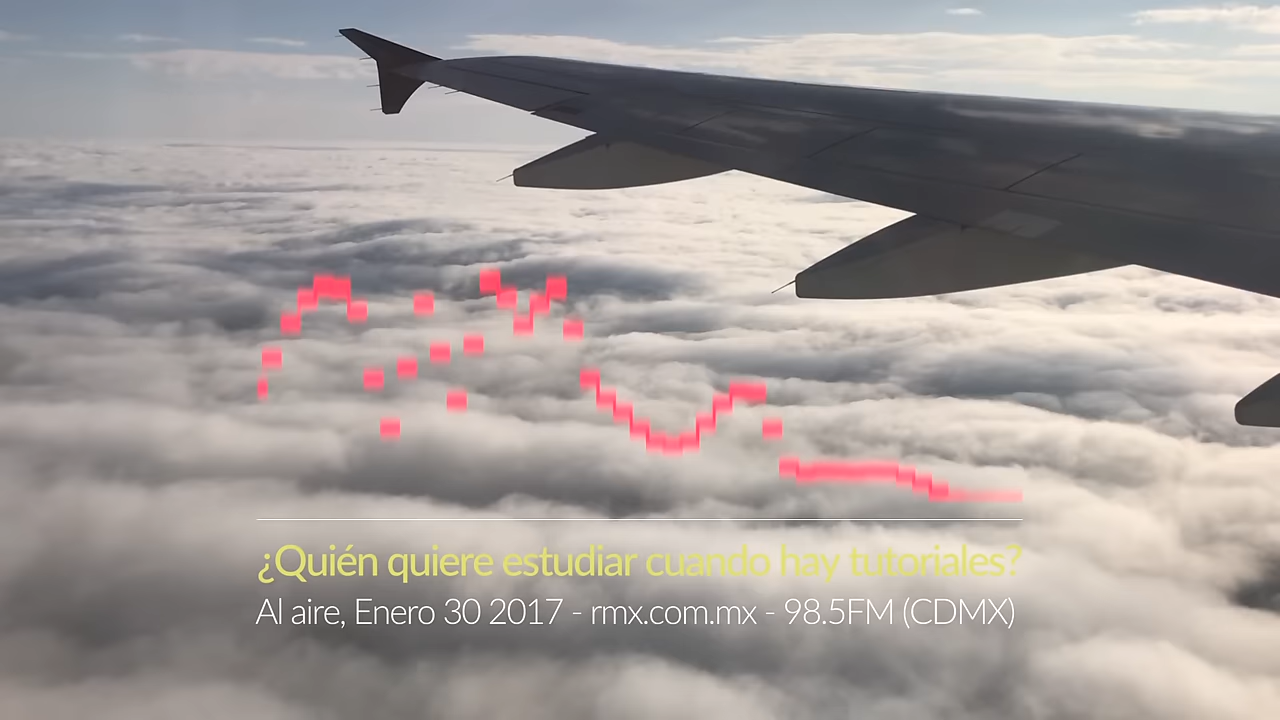 ¿Quién quiere estudiar cuando hay tutoriales?
Al aire, Enero 30 2017 - rmx.com.mx - 98.5FM (CDMX)